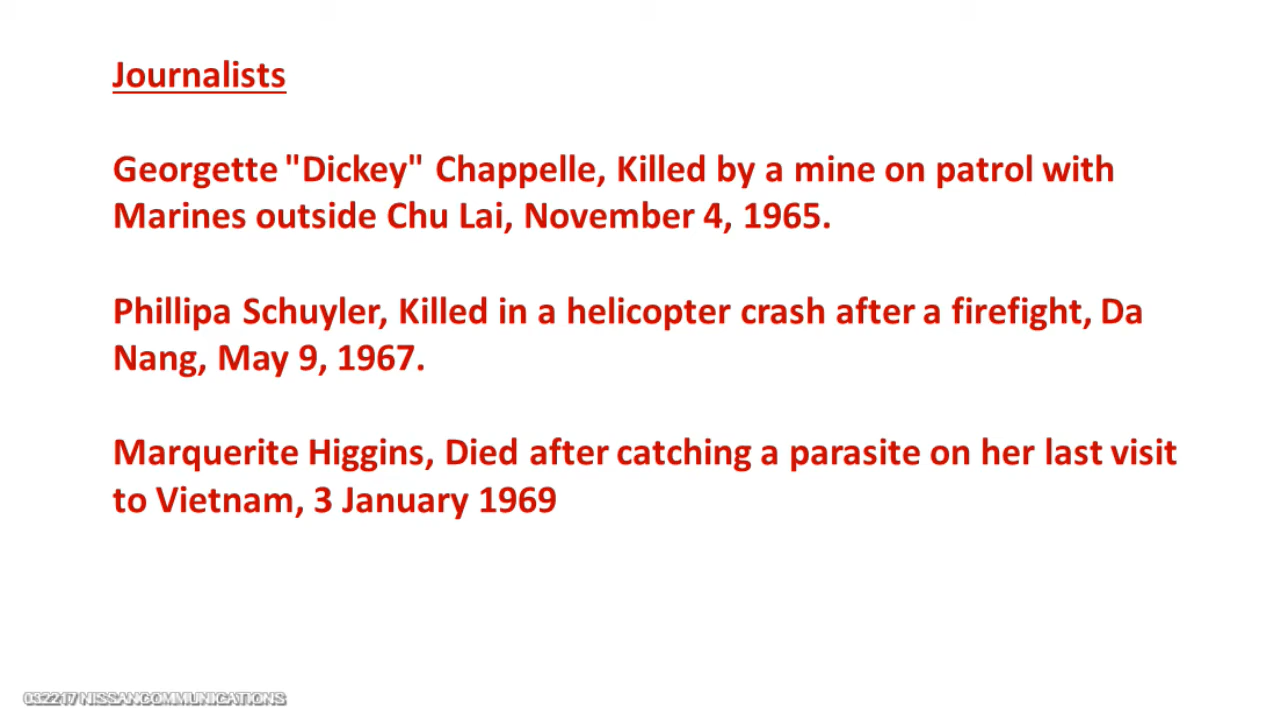 Journalists
Georgette "Dickey" Chappelle, Killed by a mine on patrol with
Marines outside Chu Lai, November 4, 1965.
Phillipa Schuyler, Killed in a helicopter crash after a firefight, Da
Nang, May 9, 1967.
Marquerite Higgins, Died after catching a parasite on her last visit
to Vietnam, 3 January 1969
032217 NISSANCOMMUNICATIONS